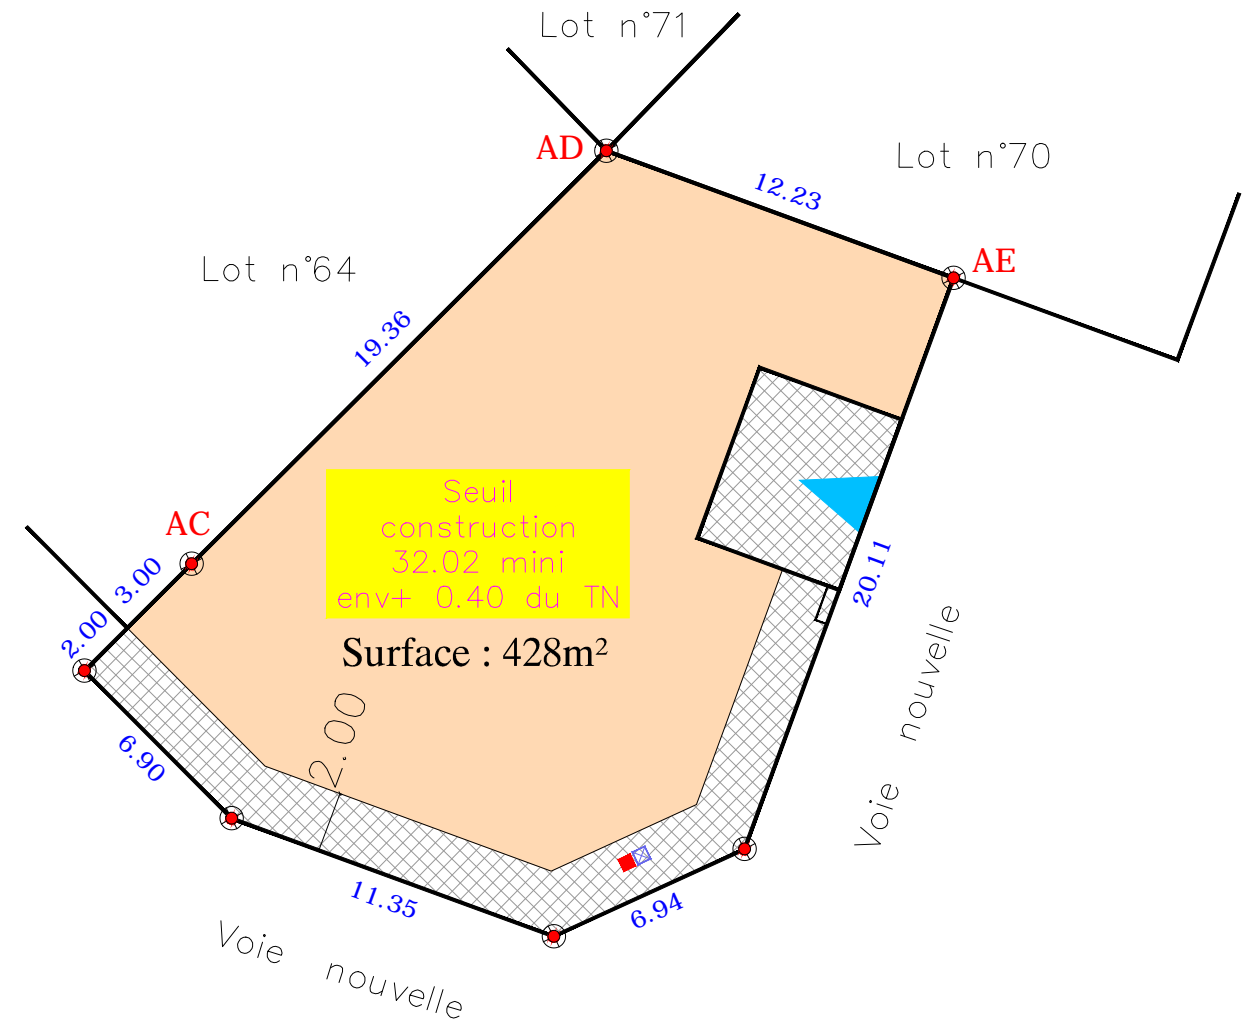 Lot n°71
AD
Lot n°70
12.23
AE
Lot n°64
19.36
Seuil
construction
32.02 mini
env+ 0.40 du TN
AC
3.00
2.00
20.11
Surface : 428m²
Voie nouvelle
2.00
6.90
11.35
6.94
Voie nouvelle